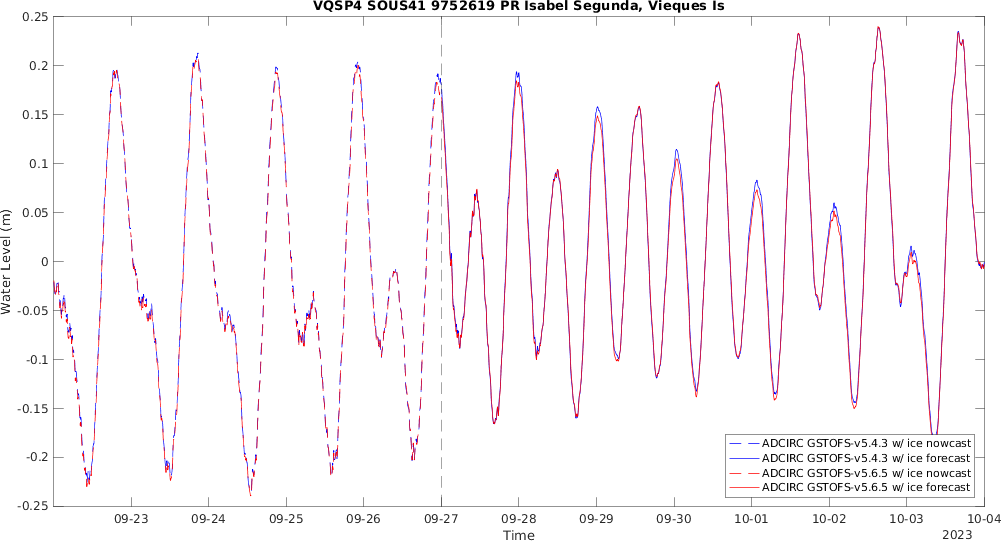 VQSP4 SOUS41 9752619 PR Isabel Segunda, Vieques Is
0.25
0.2
0.15
0.1
0.05
0
-0.05
-0.1
-0.15
-0.2
-0.25
Water Level (m)
ADCIRC GSTOFS-v5.4.3 w/ ice nowcast
ADCIRC GSTOFS-v5.4.3 w/ ice forecast
ADCIRC GSTOFS-v5.6.5 w/ ice nowcast
ADCIRC GSTOFS-v5.6.5 w/ ice forecast
09-23 09-24 09-25 09-26 09-27 09-28 09-29 09-30 10-01 10-02 10-03 10-04
Time
2023